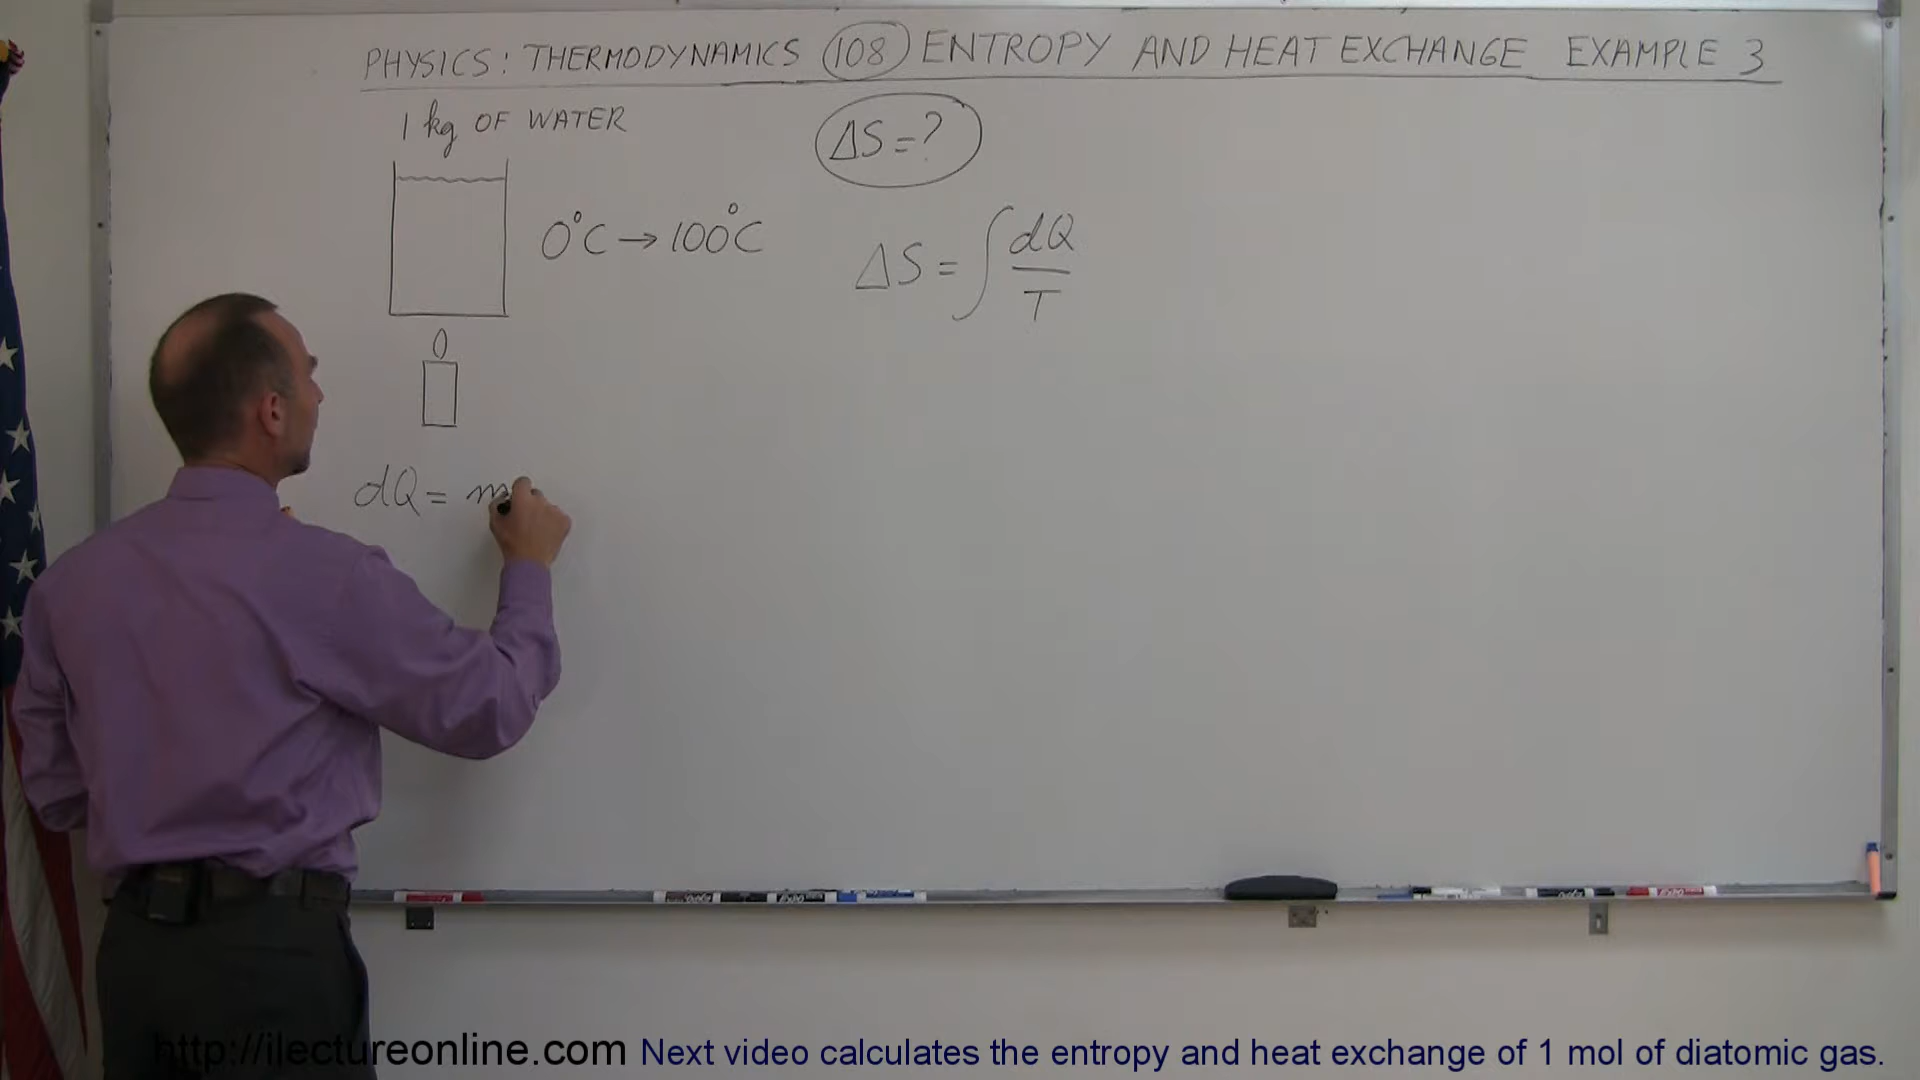 PHYSICS: THERMODYNAMICS 108 ENTROPY AND HEAT EXCHANGE EXAMPLE 3
1 kg OF WATER
ΔS=?
0°C → 100°C
ΔS = ∫ dQ/T
dQ = m
http://ilectureonline.com Next video calculates the entropy and heat exchange of 1 mol of diatomic gas.